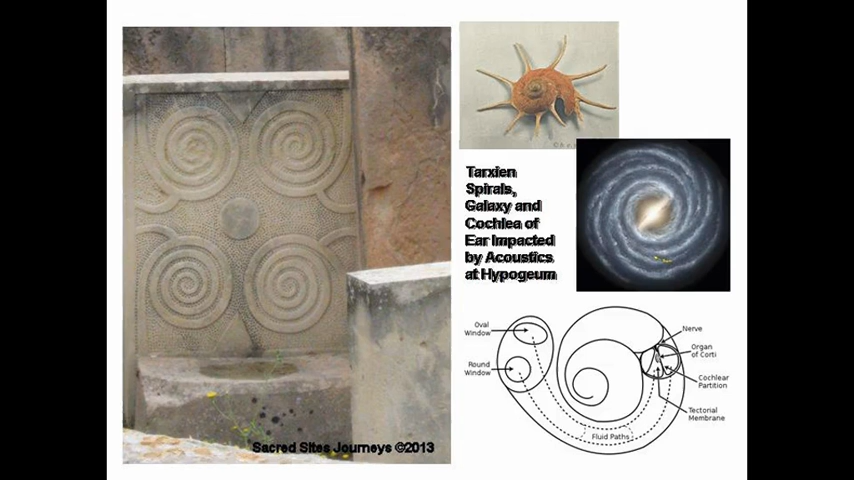 Tarxien
Spirals,
Galaxy and
Cochlea of
Ear Impacted
by Acoustics
at Hypogeum
Oval
Window
Round
Window
Nerve
Organ
of Corti
Cochlear
Partition
Tectorial
Membrane
Fluid Paths
Sacred Sites Journeys ©2013